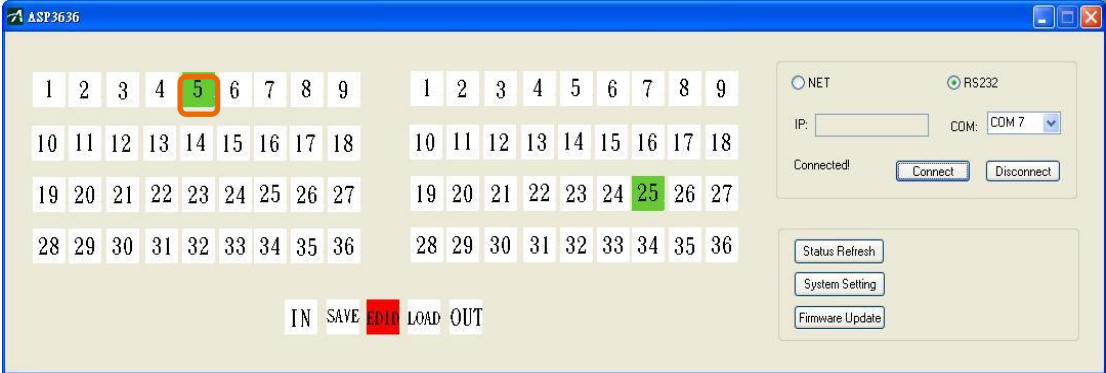 ASP3636
1 2 3 4 5 6 7 8 9
10 11 12 13 14 15 16 17 18
19 20 21 22 23 24 25 26 27
28 29 30 31 32 33 34 35 36
1 2 3 4 5 6 7 8 9
10 11 12 13 14 15 16 17 18
19 20 21 22 23 24 25 26 27
28 29 30 31 32 33 34 35 36
IN SAVE EDID LOAD OUT
NET RS232
IP: COM: COM 7
Connected! Connect Disconnect
Status Refresh
System Setting
Firmware Update